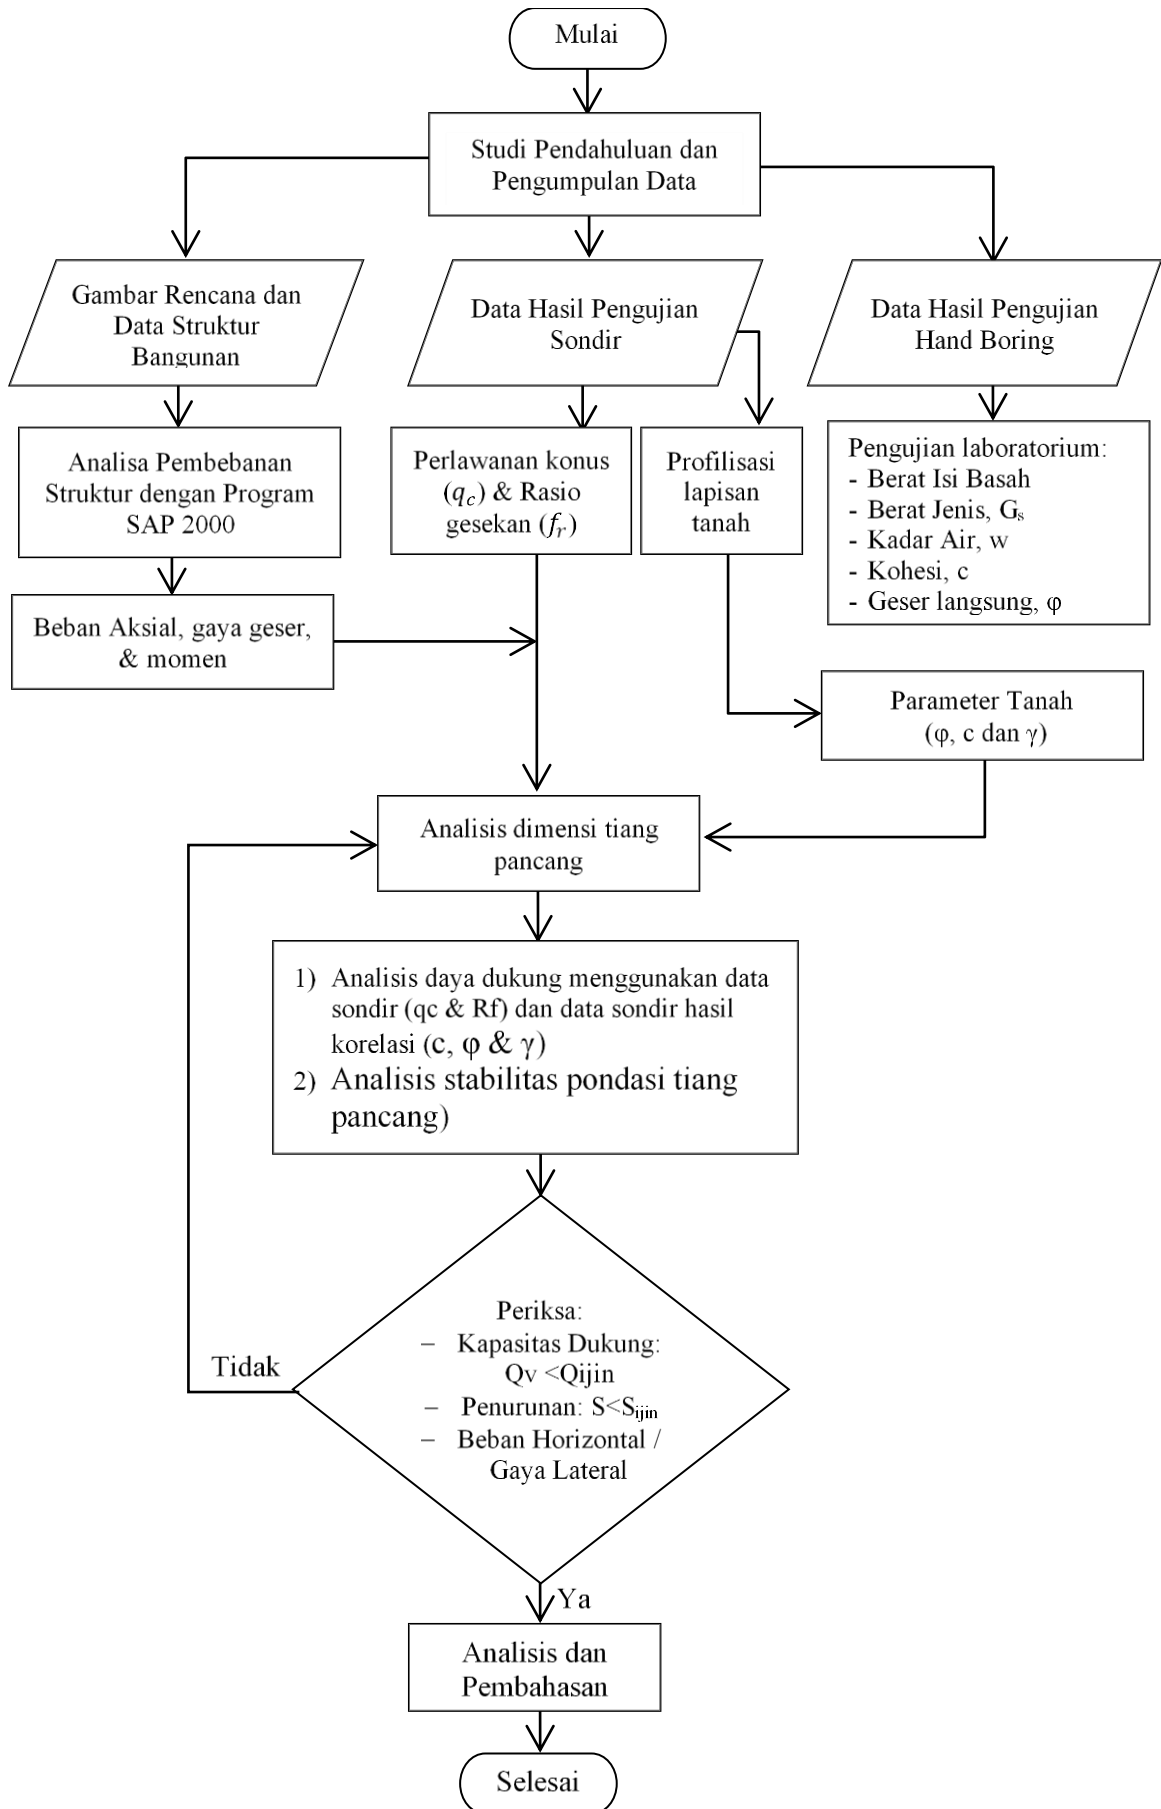 Mulai
Studi Pendahuluan dan
Pengumpulan Data
Gambar Rencana dan
Data Struktur
Bangunan
Data Hasil Pengujian
Sondir
Data Hasil Pengujian
Hand Boring
Analisa Pembebanan
Struktur dengan Program
SAP 2000
Perlawanan konus
(q_c) & Rasio
gesekan (f_r)
Profilisasi
lapisan
tanah
Pengujian laboratorium:
- Berat Isi Basah
- Berat Jenis, G_s
- Kadar Air, w
- Kohesi, c
- Geser langsung, φ
Beban Aksial, gaya geser,
& momen
Parameter Tanah
(φ, c dan γ)
Analisis dimensi tiang
pancang
1) Analisis daya dukung menggunakan data
sondir (qc & Rf) dan data sondir hasil
korelasi (c, φ & γ)
2) Analisis stabilitas pondasi tiang
pancang)
Periksa:
– Kapasitas Dukung:
Qv <Qijin
– Penurunan: S<S_ijin
– Beban Horizontal /
Gaya Lateral
Tidak
Ya
Analisis dan
Pembahasan
Selesai